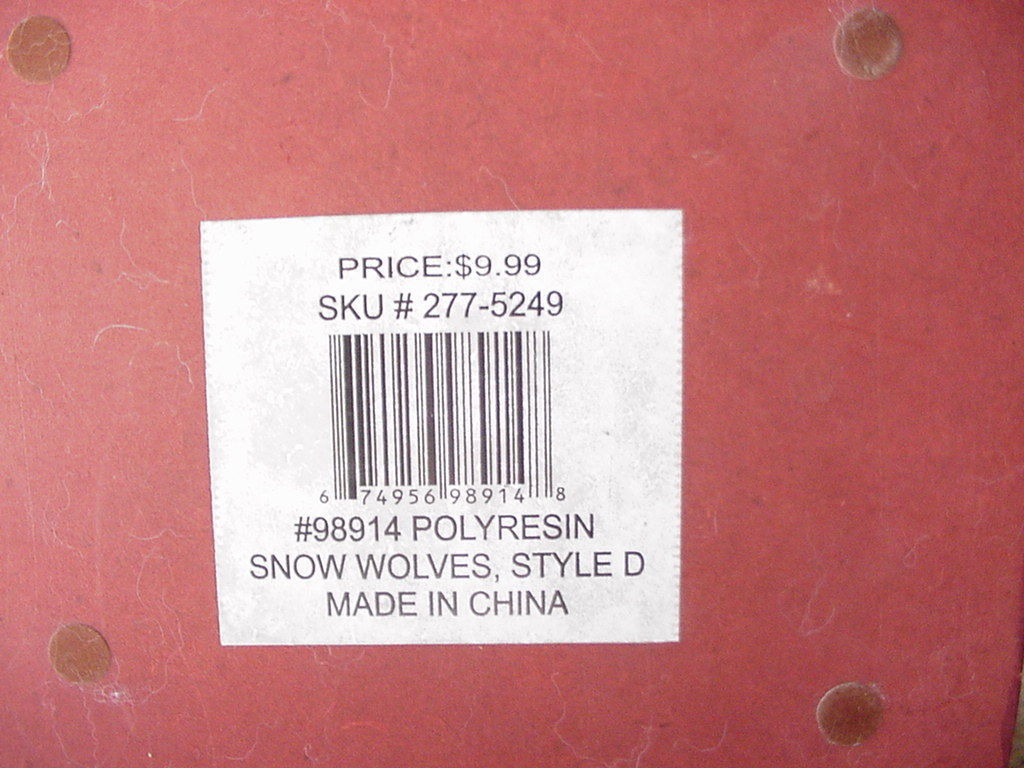 PRICE:$9.99
SKU # 277-5249
6 74956 98914 8
#98914 POLYRESIN
SNOW WOLVES, STYLE D
MADE IN CHINA